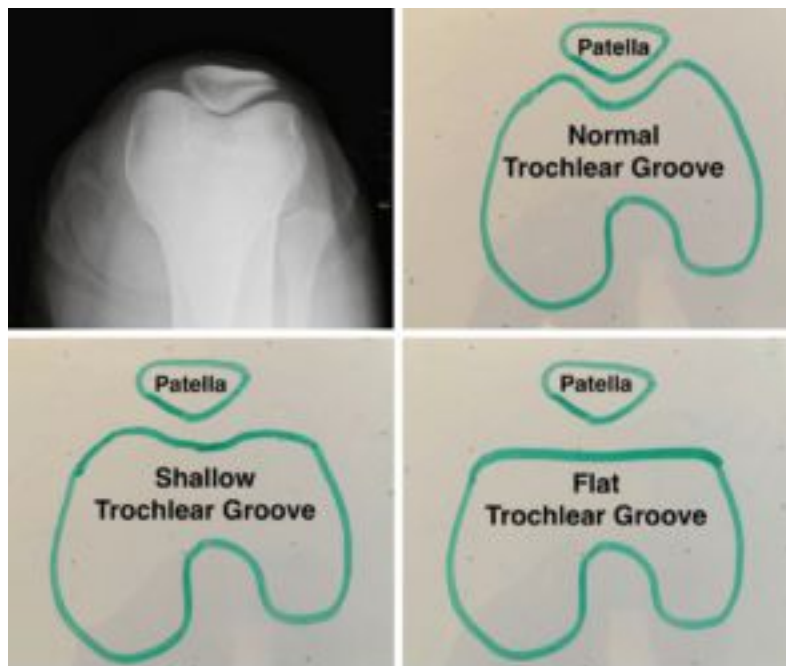 Patella
Normal
Trochlear Groove
Patella
Shallow
Trochlear Groove
Patella
Flat
Trochlear Groove